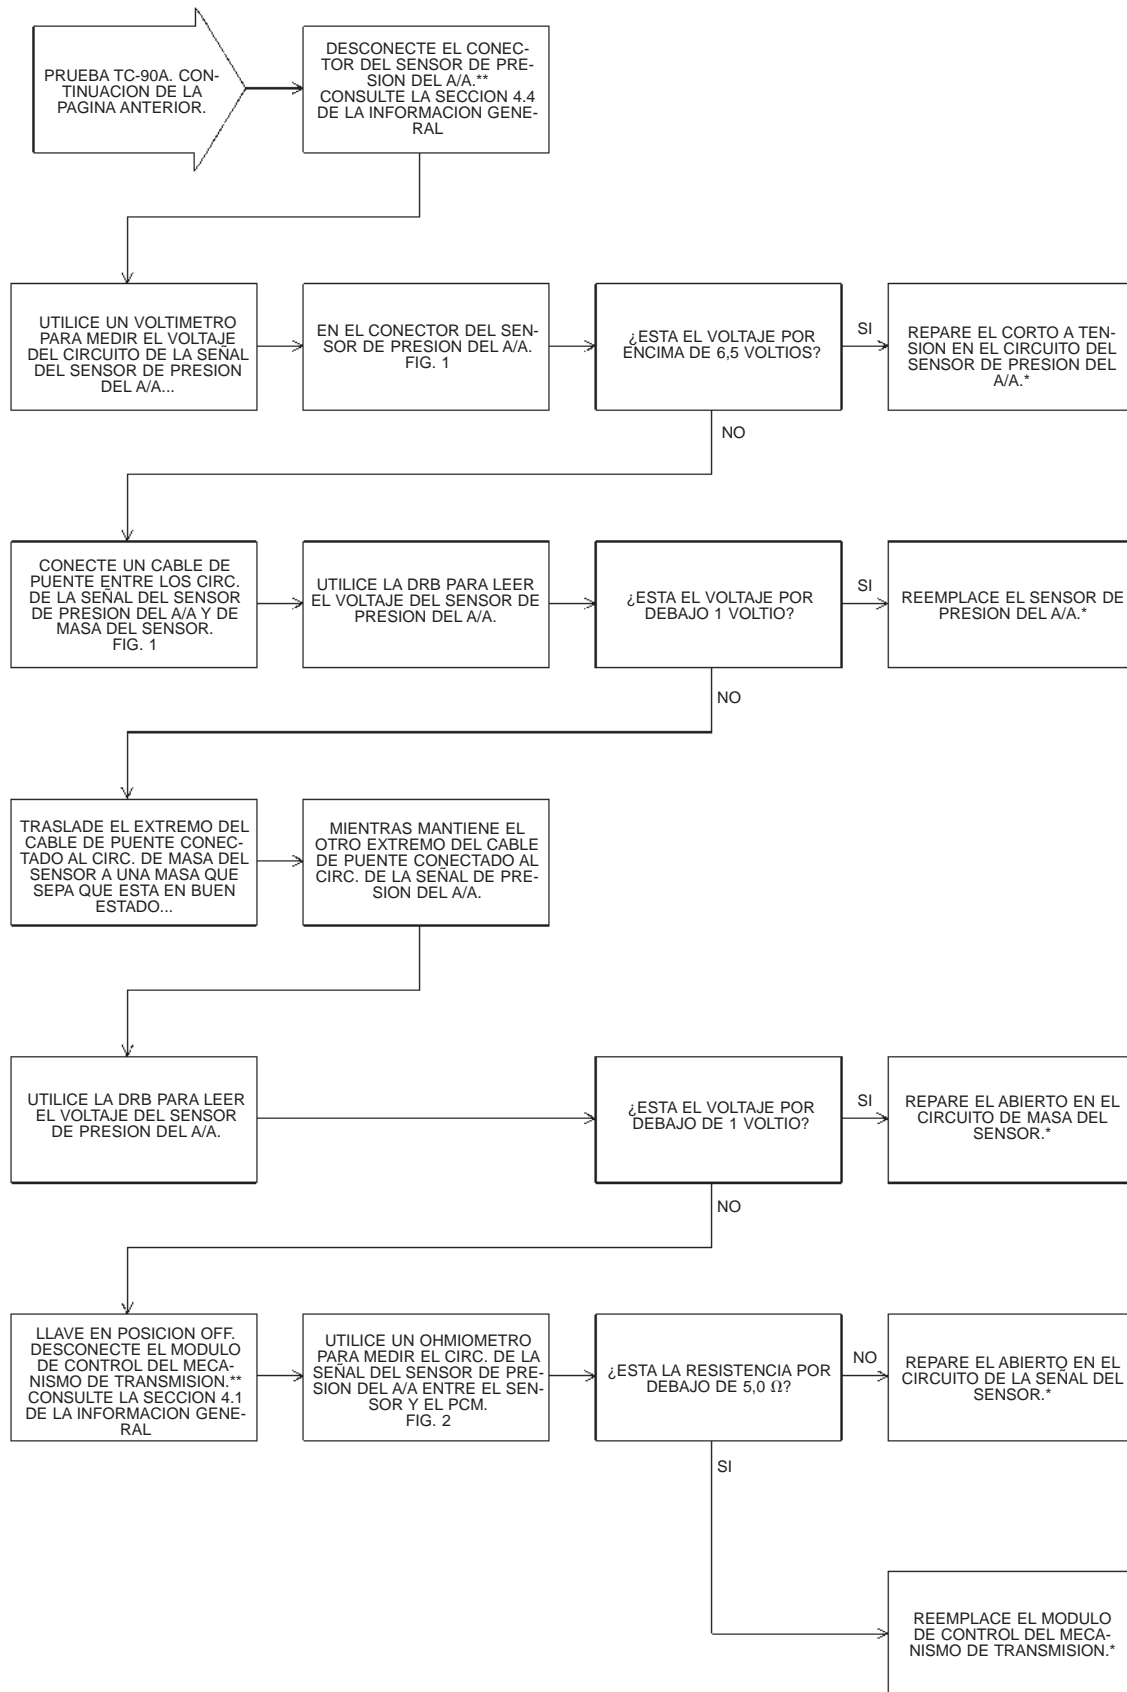 PRUEBA TC-90A. CON-
TINUACION DE LA
PAGINA ANTERIOR.
DESCONECTE EL CONEC-
TOR DEL SENSOR DE PRE-
SION DEL A/A.**
CONSULTE LA SECCION 4.4
DE LA INFORMACION GENE-
RAL
UTILICE UN VOLTIMETRO
PARA MEDIR EL VOLTAJE
DEL CIRCUITO DE LA SEÑAL
DEL SENSOR DE PRESION
DEL A/A...
EN EL CONECTOR DEL SEN-
SOR DE PRESION DEL A/A.
FIG. 1
¿ESTA EL VOLTAJE POR
ENCIMA DE 6,5 VOLTIOS?
SI
REPARE EL CORTO A TEN-
SION EN EL CIRCUITO DEL
SENSOR DE PRESION DEL
A/A.*
NO
CONECTE UN CABLE DE
PUENTE ENTRE LOS CIRC.
DE LA SEÑAL DEL SENSOR
DE PRESION DEL A/A Y DE
MASA DEL SENSOR.
FIG. 1
UTILICE LA DRB PARA LEER
EL VOLTAJE DEL SENSOR DE
PRESION DEL A/A.
¿ESTA EL VOLTAJE POR
DEBAJO 1 VOLTIO?
SI
REEMPLACE EL SENSOR DE
PRESION DEL A/A.*
NO
TRASLADE EL EXTREMO DEL
CABLE DE PUENTE CONEC-
TADO AL CIRC. DE MASA DEL
SENSOR A UNA MASA QUE
SEPA QUE ESTA EN BUEN
ESTADO...
MIENTRAS MANTIENE EL
OTRO EXTREMO DEL CABLE
DE PUENTE CONECTADO AL
CIRC. DE LA SEÑAL DE PRE-
SION DEL A/A.
UTILICE LA DRB PARA LEER
EL VOLTAJE DEL SENSOR
DE PRESION DEL A/A.
¿ESTA EL VOLTAJE POR
DEBAJO DE 1 VOLTIO?
SI
REPARE EL ABIERTO EN EL
CIRCUITO DE MASA DEL
SENSOR.*
NO
LLAVE EN POSICION OFF.
DESCONECTE EL MODULO
DE CONTROL DEL MECA-
NISMO DE TRANSMISION.**
CONSULTE LA SECCION 4.1
DE LA INFORMACION GENE-
RAL
UTILICE UN OHMIOMETRO
PARA MEDIR EL CIRC. DE LA
SEÑAL DEL SENSOR DE PRE-
SION DEL A/A ENTRE EL SEN-
SOR Y EL PCM.
FIG. 2
¿ESTA LA RESISTENCIA POR
DEBAJO DE 5,0 Ω?
NO
REPARE EL ABIERTO EN EL
CIRCUITO DE LA SEÑAL DEL
SENSOR.*
SI
REEMPLACE EL MODULO
DE CONTROL DEL MECA-
NISMO DE TRANSMISION.*